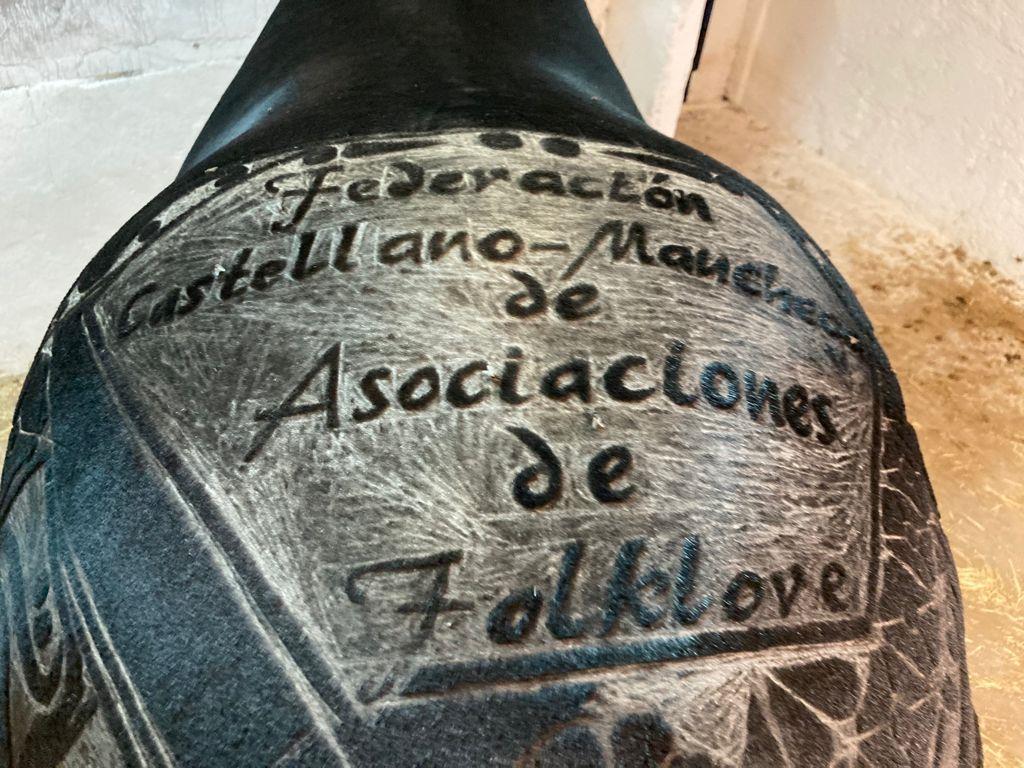 Federación
Castellano-Manchega
de
Asociaciones
de
Folklore